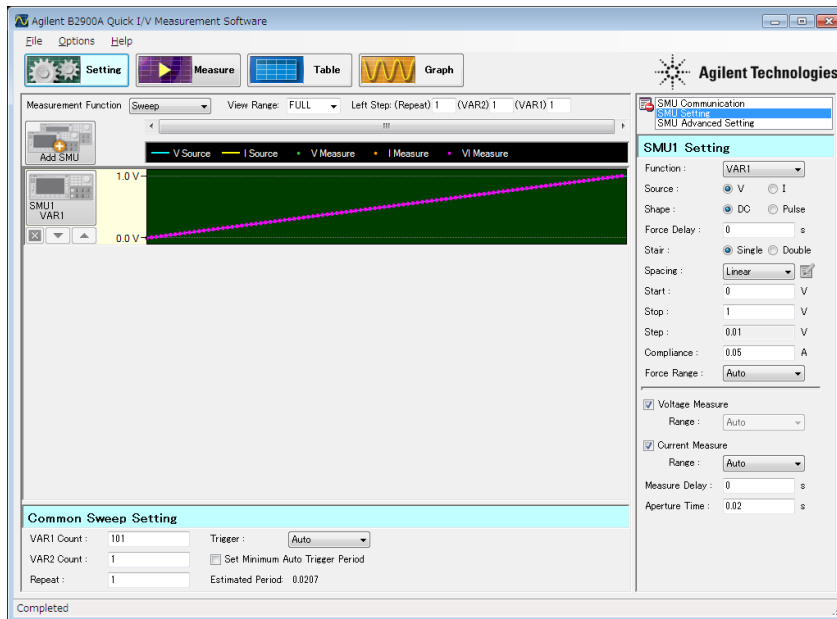 Agilent B2900A Quick I/V Measurement Software
File Options Help
Setting Measure Table Graph
Agilent Technologies
Measurement Function Sweep View Range: FULL Left Step: (Repeat) 1 (VAR2) 1 (VAR1) 1
Add SMU
V Source I Source V Measure I Measure VI Measure
SMU1
VAR1
1.0 V
0.0 V
SMU Communication
SMU Setting
SMU Advanced Setting
SMU1 Setting
Function : VAR1
Source : V I
Shape : DC Pulse
Force Delay : 0 s
Stair : Single Double
Spacing : Linear
Start : 0 V
Stop : 1 V
Step : 0.01 V
Compliance : 0.05 A
Force Range : Auto
Voltage Measure
Range : Auto
Current Measure
Range : Auto
Measure Delay : 0 s
Aperture Time : 0.02 s
Common Sweep Setting
VAR1 Count : 101 Trigger : Auto
VAR2 Count : 1 Set Minimum Auto Trigger Period
Repeat : 1 Estimated Period: 0.0207
Completed